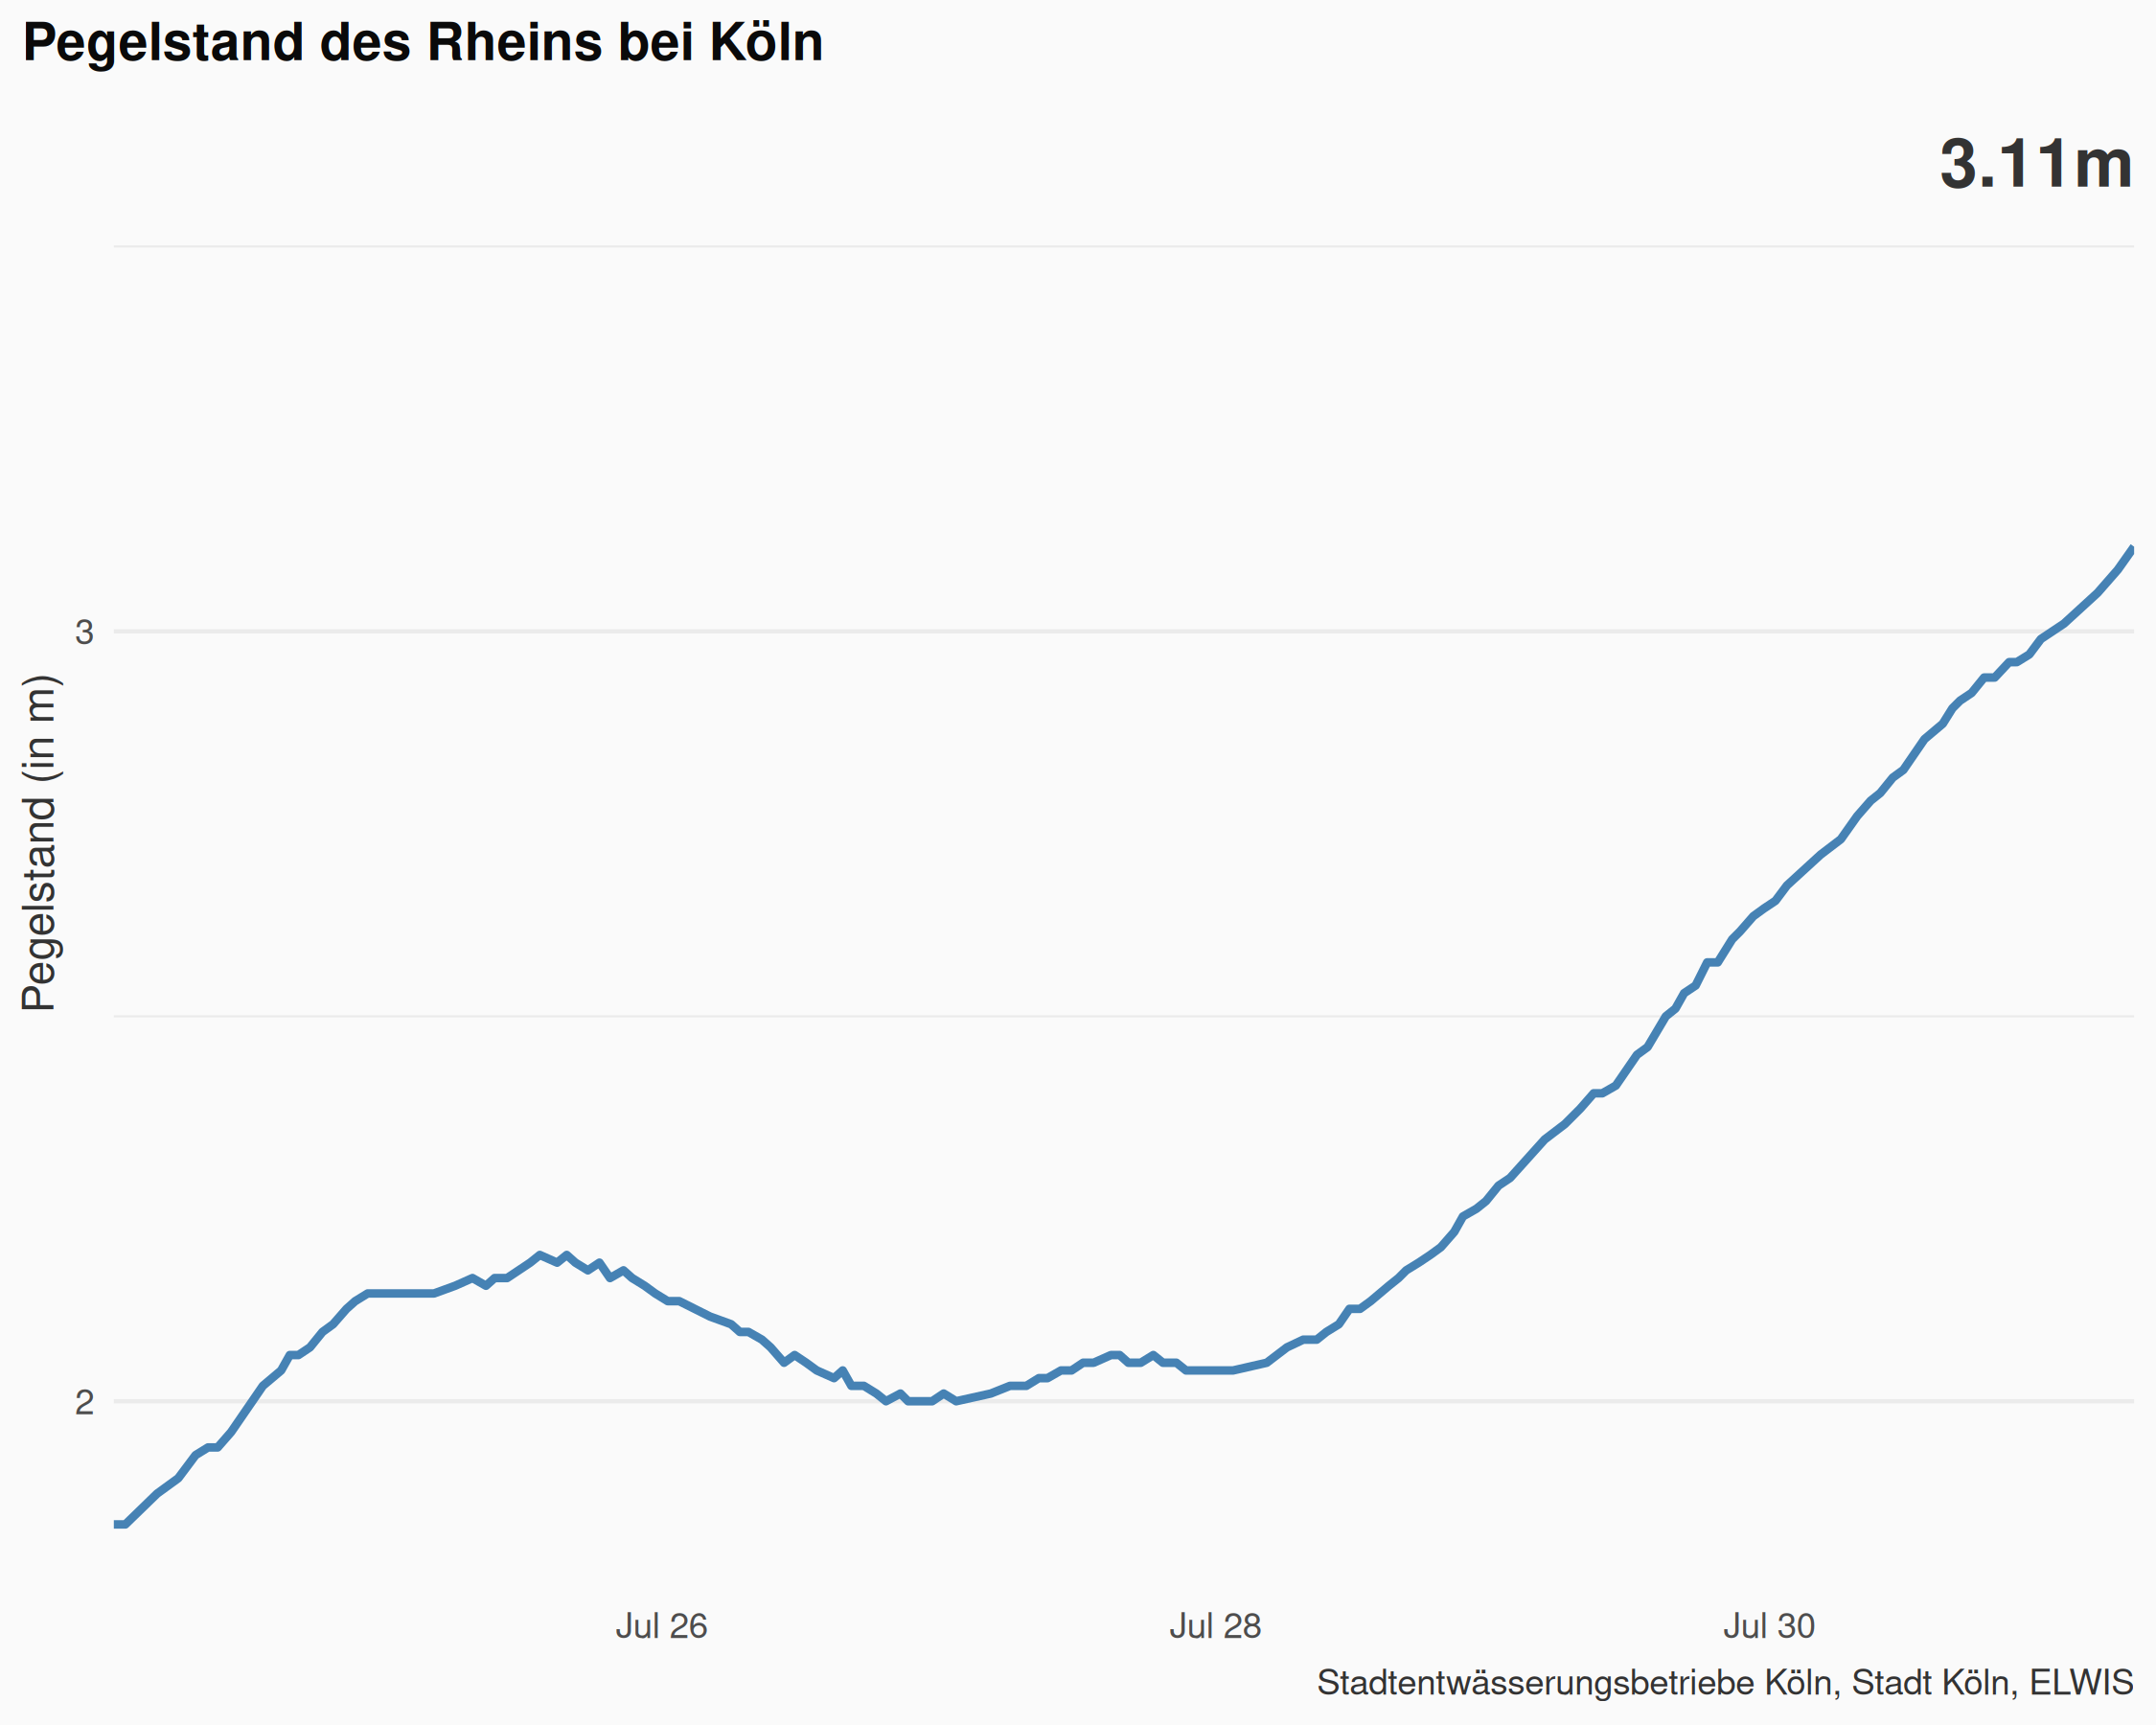 Pegelstand des Rheins bei Köln
3.11m
3
Pegelstand (in m)
2
Jul 26
Jul 28
Jul 30
Stadtentwässerungsbetriebe Köln, Stadt Köln, ELWIS